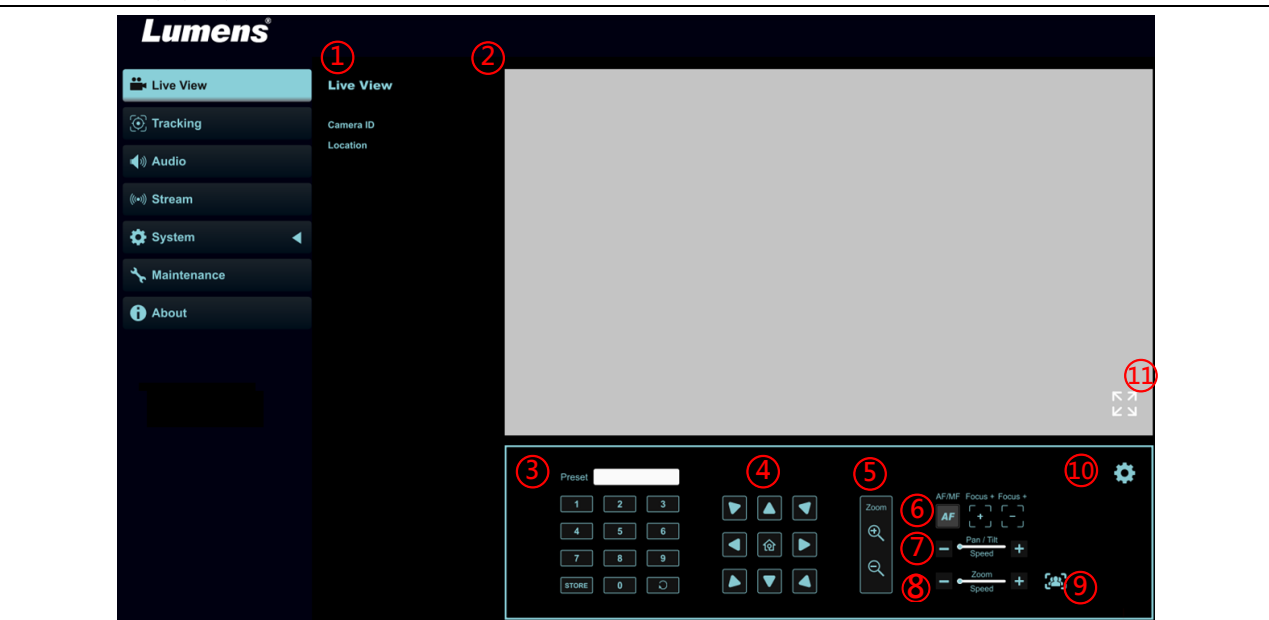 Lumens®
① ②
Live View
Tracking
Audio
Stream
System
Maintenance
About
Live View
Camera ID
Location
⑪
③ Preset
1 2 3
4 5 6
7 8 9
STORE 0
④
⑤
Zoom
⑥ AF/MF Focus + Focus +
AF + -
⑦ - Pan / Tilt Speed +
⑧ - Zoom Speed +
⑨
⑩